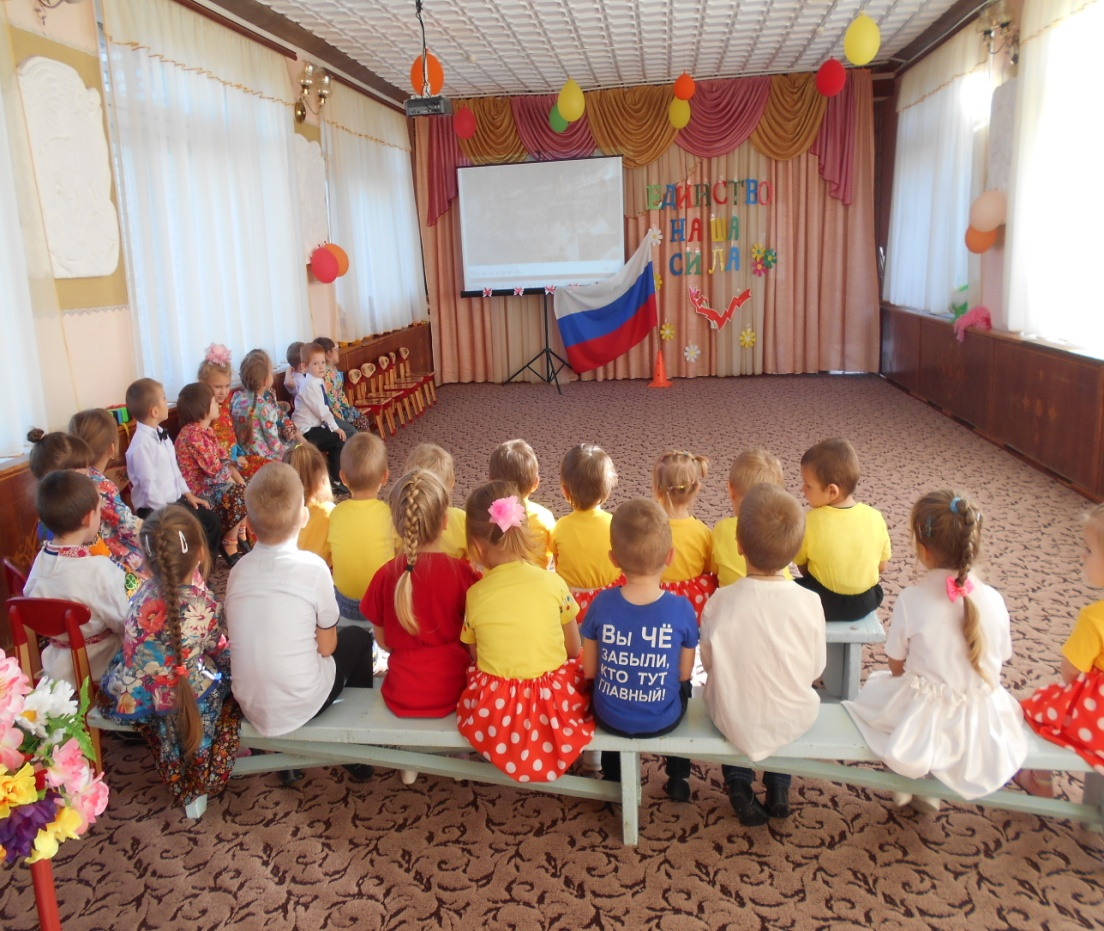 ЕДИНСТВО
НАША
СИЛА
Вы ЧЁ
ЗАБЫЛИ,
КТО ТУТ
ГЛАВНЫЙ!